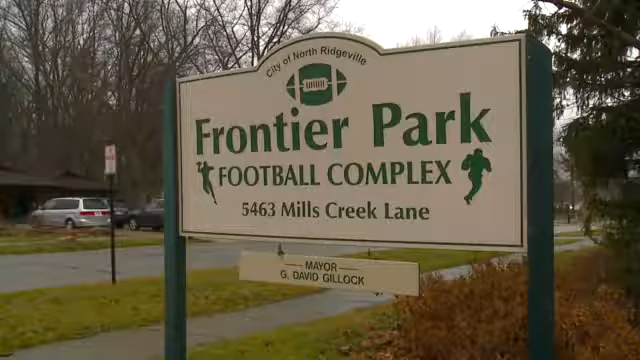 City of North Ridgeville
Frontier Park
FOOTBALL COMPLEX
5463 Mills Creek Lane
MAYOR
G. DAVID GILLOCK